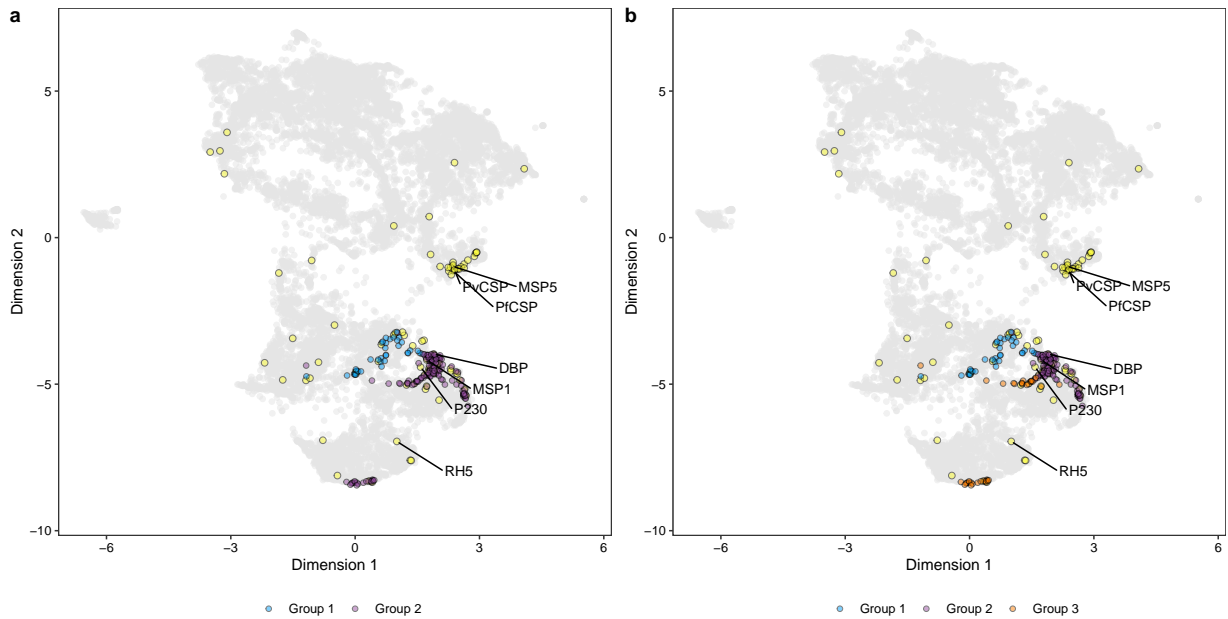 a
b
5
0
−5
−10
Dimension 2
PvCSP
MSP5
PfCSP
DBP
MSP1
P230
RH5
−6
−3
0
3
6
Dimension 1
Group 1
Group 2
5
0
−5
−10
Dimension 2
PvCSP
MSP5
PfCSP
DBP
MSP1
P230
RH5
−6
−3
0
3
6
Dimension 1
Group 1
Group 2
Group 3